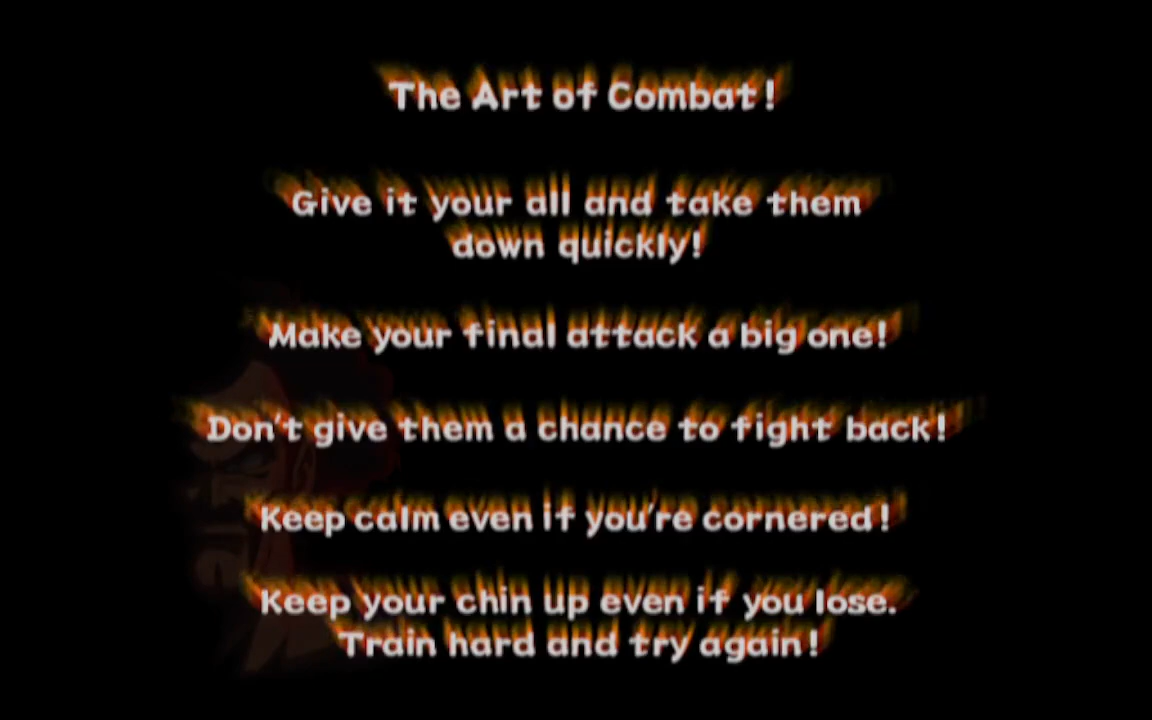 The Art of Combat!
Give it your all and take them
down quickly!
Make your final attack a big one!
Don't give them a chance to fight back!
Keep calm even if you're cornered!
Keep your chin up even if you lose.
Train hard and try again!